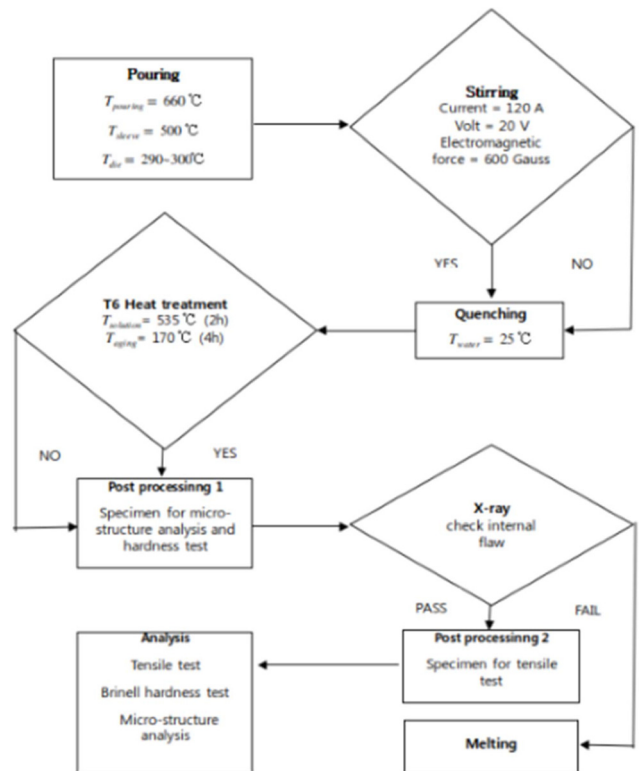 Pouring
T_pouring = 660℃
T_sleeve = 500℃
T_die = 290~300℃
Stirring
Current = 120 A
Volt = 20 V
Electromagnetic
force = 600 Gauss
YES
NO
Quenching
T_water = 25℃
T6 Heat treatment
T_solution = 535℃ (2h)
T_aging = 170℃ (4h)
NO
YES
Post processinng 1
Specimen for micro-
structure analysis and
hardness test
X-ray
check internal
flaw
PASS
FAIL
Post processinng 2
Specimen for tensile
test
Analysis
Tensile test
Brinell hardness test
Micro-structure
analysis
Melting